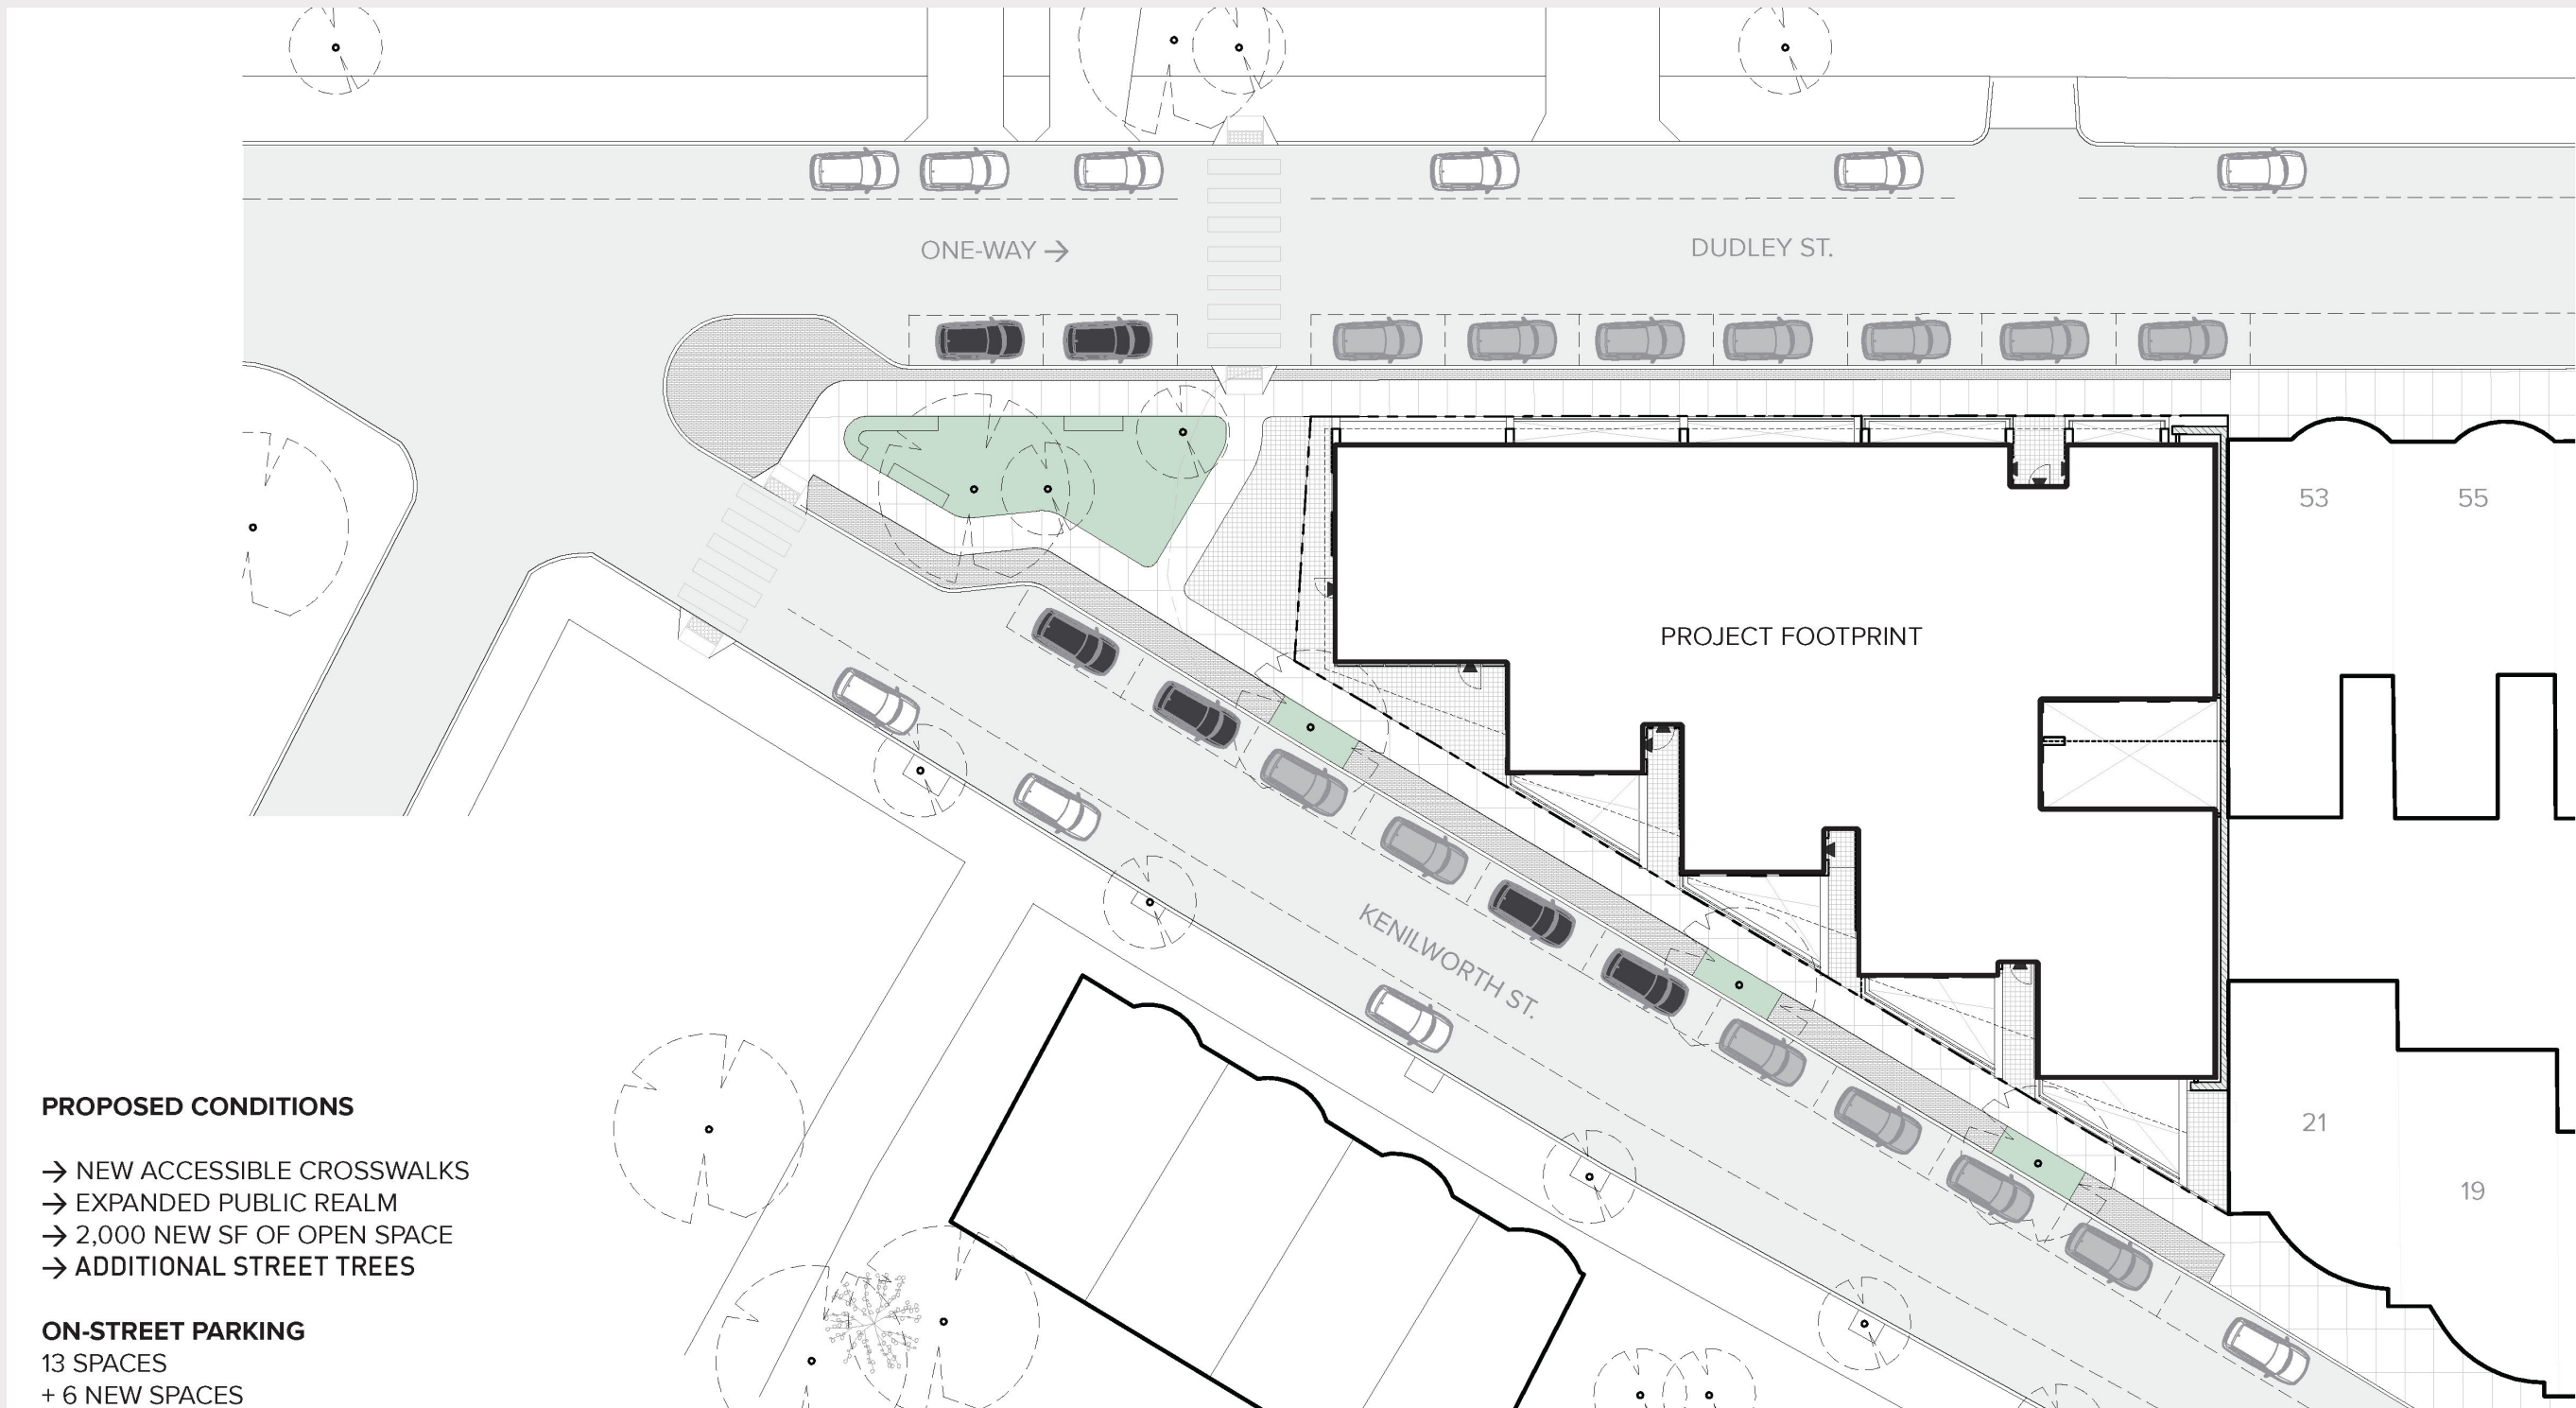 ONE-WAY →
DUDLEY ST.
53
55
PROJECT FOOTPRINT
KENILWORTH ST.
21
19
PROPOSED CONDITIONS
→ NEW ACCESSIBLE CROSSWALKS
→ EXPANDED PUBLIC REALM
→ 2,000 NEW SF OF OPEN SPACE
→ ADDITIONAL STREET TREES
ON-STREET PARKING
13 SPACES
+ 6 NEW SPACES